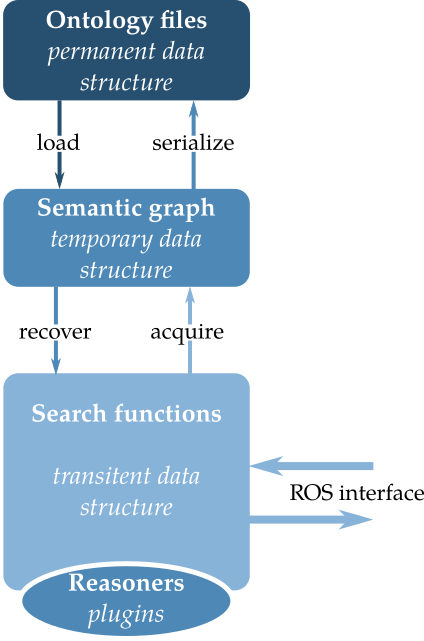 Ontology files
permanent data
structure
load
serialize
Semantic graph
temporary data
structure
recover
acquire
Search functions
transitent data
structure
ROS interface
Reasoners
plugins